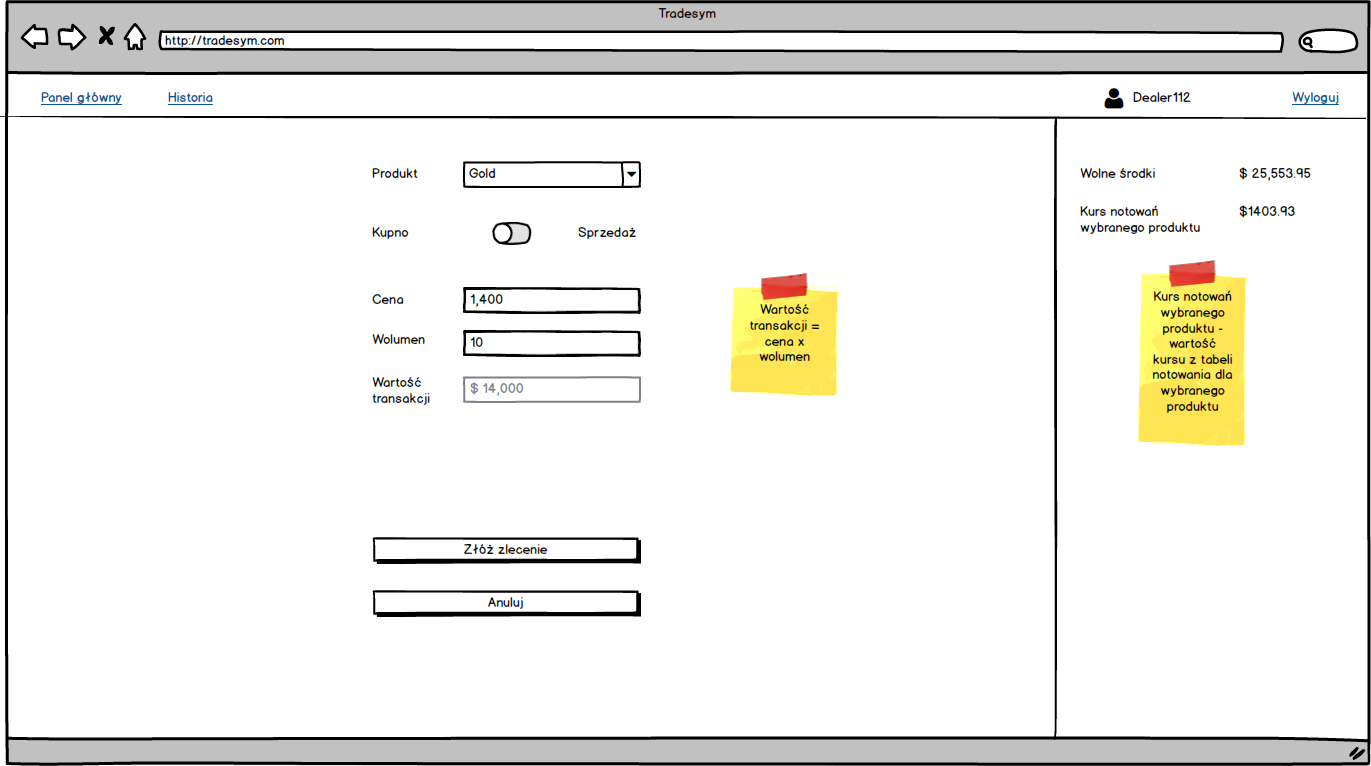 Tradesym
http://tradesym.com
Panel główny
Historia
Dealer112
Wyloguj
Produkt
Gold
Kupno
Sprzedaż
Cena
1,400
Wolumen
10
Wartość
transakcji
$ 14,000
Złóż zlecenie
Anuluj
Wartość
transakcji =
cena x
wolumen
Wolne środki
$ 25,553.95
Kurs notowań
wybranego produktu
$1403.93
Kurs notowań
wybranego
produktu -
wartość
kursu z tabeli
notowania dla
wybranego
produktu